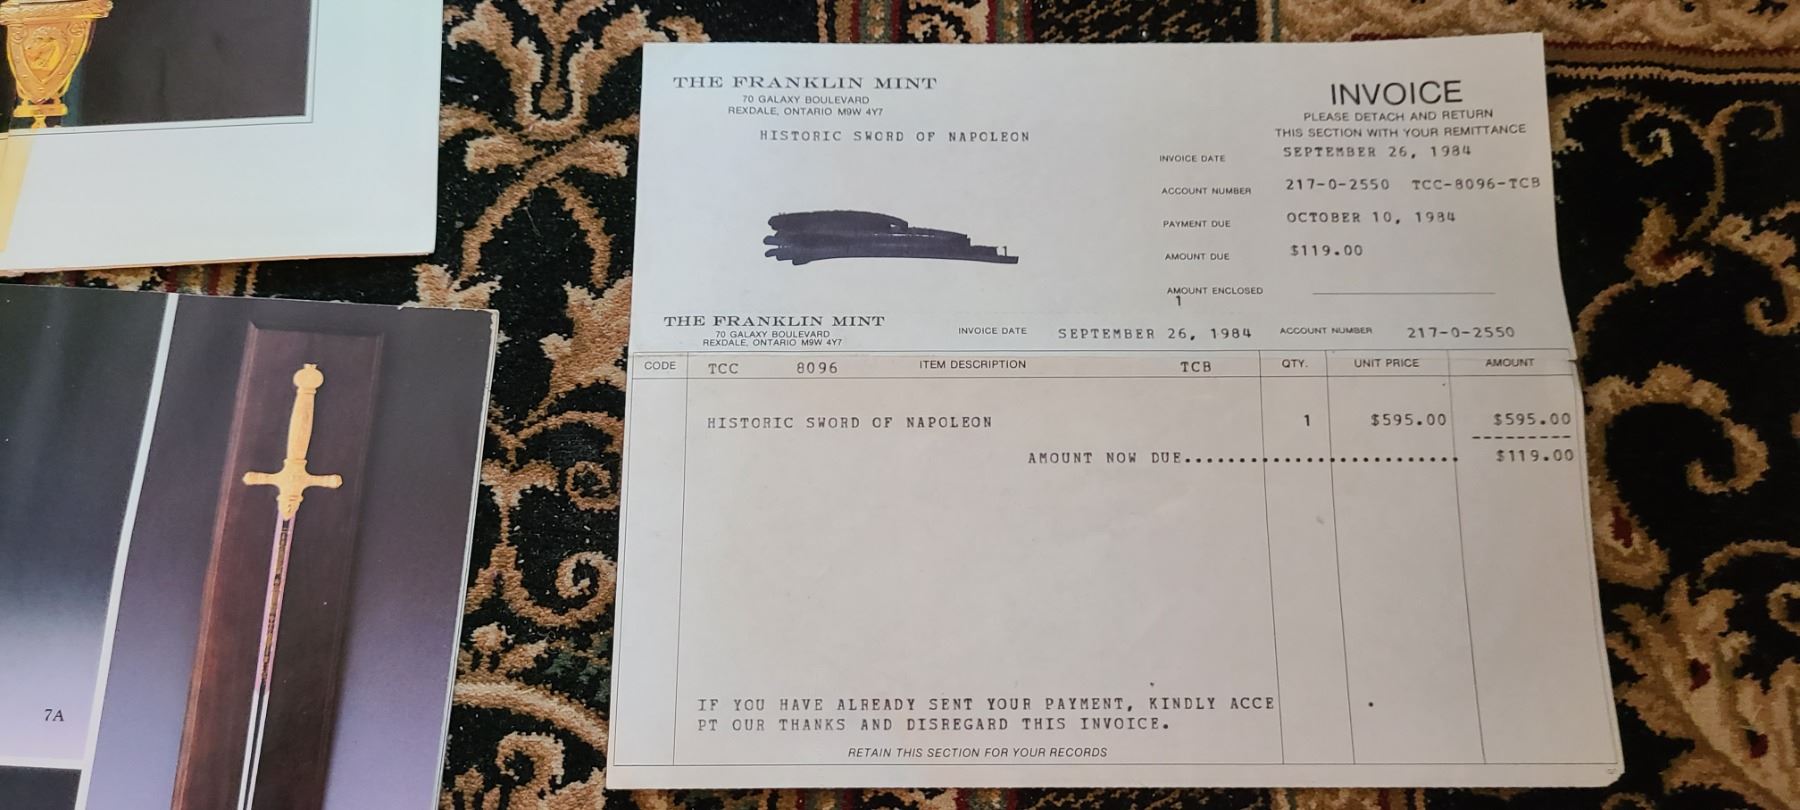 THE FRANKLIN MINT
70 GALAXY BOULEVARD
REXDALE, ONTARIO M9W 4Y7
HISTORIC SWORD OF NAPOLEON
INVOICE
PLEASE DETACH AND RETURN
THIS SECTION WITH YOUR REMITTANCE
INVOICE DATE SEPTEMBER 26, 1984
ACCOUNT NUMBER 217-0-2550 TCC-8096-TCB
PAYMENT DUE OCTOBER 10, 1984
AMOUNT DUE $119.00
AMOUNT ENCLOSED
1
THE FRANKLIN MINT
70 GALAXY BOULEVARD
REXDALE, ONTARIO M9W 4Y7
INVOICE DATE SEPTEMBER 26, 1984 ACCOUNT NUMBER 217-0-2550
CODE TCC 8096 ITEM DESCRIPTION TCB QTY. UNIT PRICE AMOUNT
HISTORIC SWORD OF NAPOLEON 1 $595.00 $595.00
AMOUNT NOW DUE........................ $119.00
IF YOU HAVE ALREADY SENT YOUR PAYMENT, KINDLY ACCE
PT OUR THANKS AND DISREGARD THIS INVOICE.
RETAIN THIS SECTION FOR YOUR RECORDS
7A